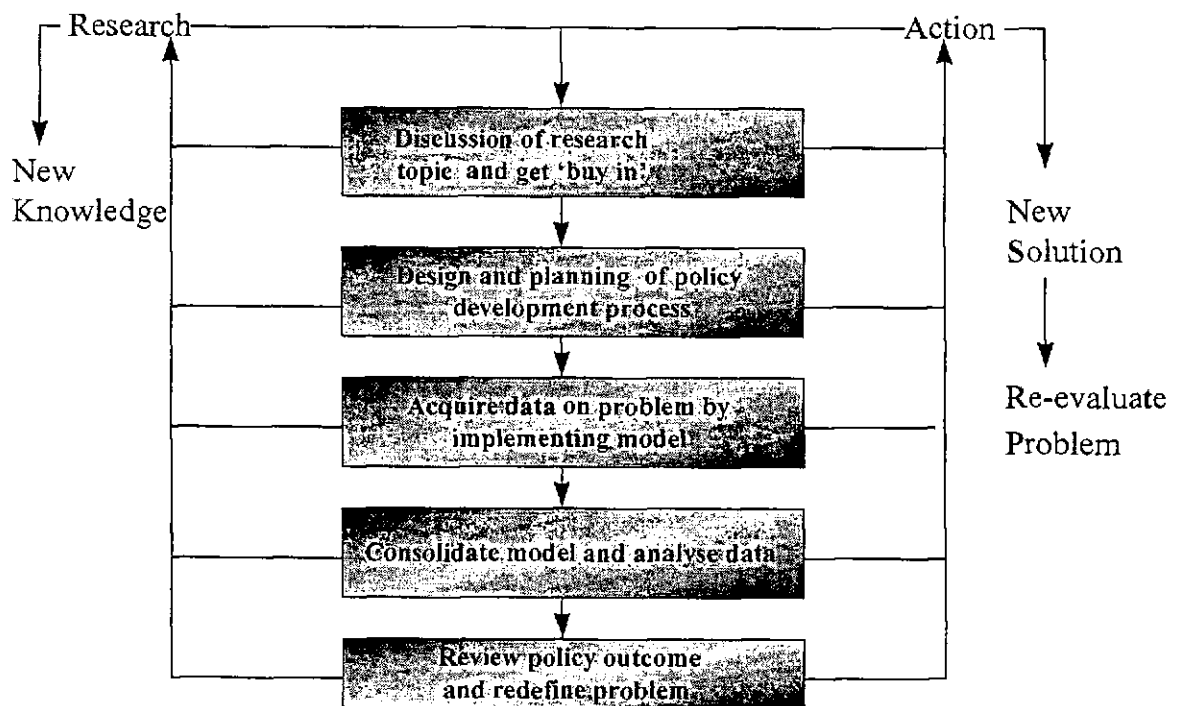 Research
Action
Discussion of research
topic and get 'buy in'
New
Knowledge
New
Solution
Design and planning of policy
development process
Acquire data on problem by
implementing model
Re-evaluate
Problem
Consolidate model and analyse data
Review policy outcome
and redefine problem